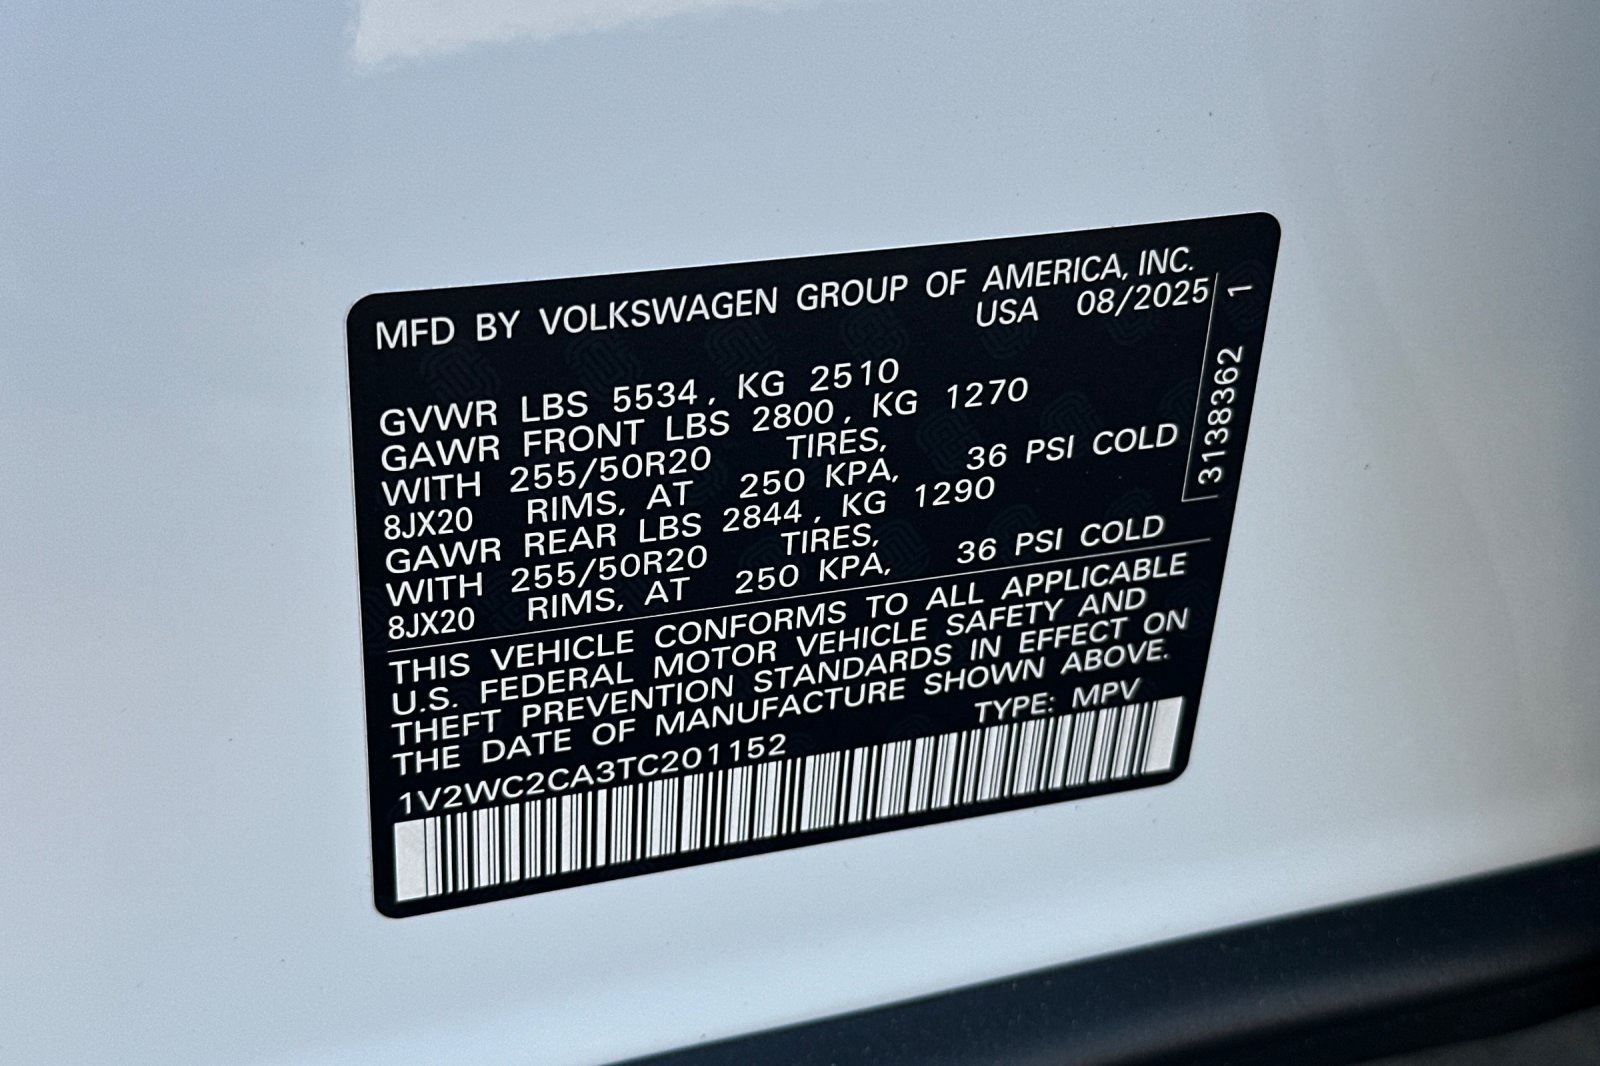 MFD BY VOLKSWAGEN GROUP OF AMERICA, INC.
USA 08/2025
GVWR LBS 5534, KG 2510
GAWR FRONT LBS 2800, KG 1270
WITH 255/50R20 TIRES,
8JX20 RIMS, AT 250 KPA, 36 PSI COLD
GAWR REAR LBS 2844, KG 1290
WITH 255/50R20 TIRES,
8JX20 RIMS, AT 250 KPA, 36 PSI COLD
THIS VEHICLE CONFORMS TO ALL APPLICABLE
U.S. FEDERAL MOTOR VEHICLE SAFETY AND
THEFT PREVENTION STANDARDS IN EFFECT ON
THE DATE OF MANUFACTURE SHOWN ABOVE.
1V2WC2CA3TC201152 TYPE: MPV
3138362 1